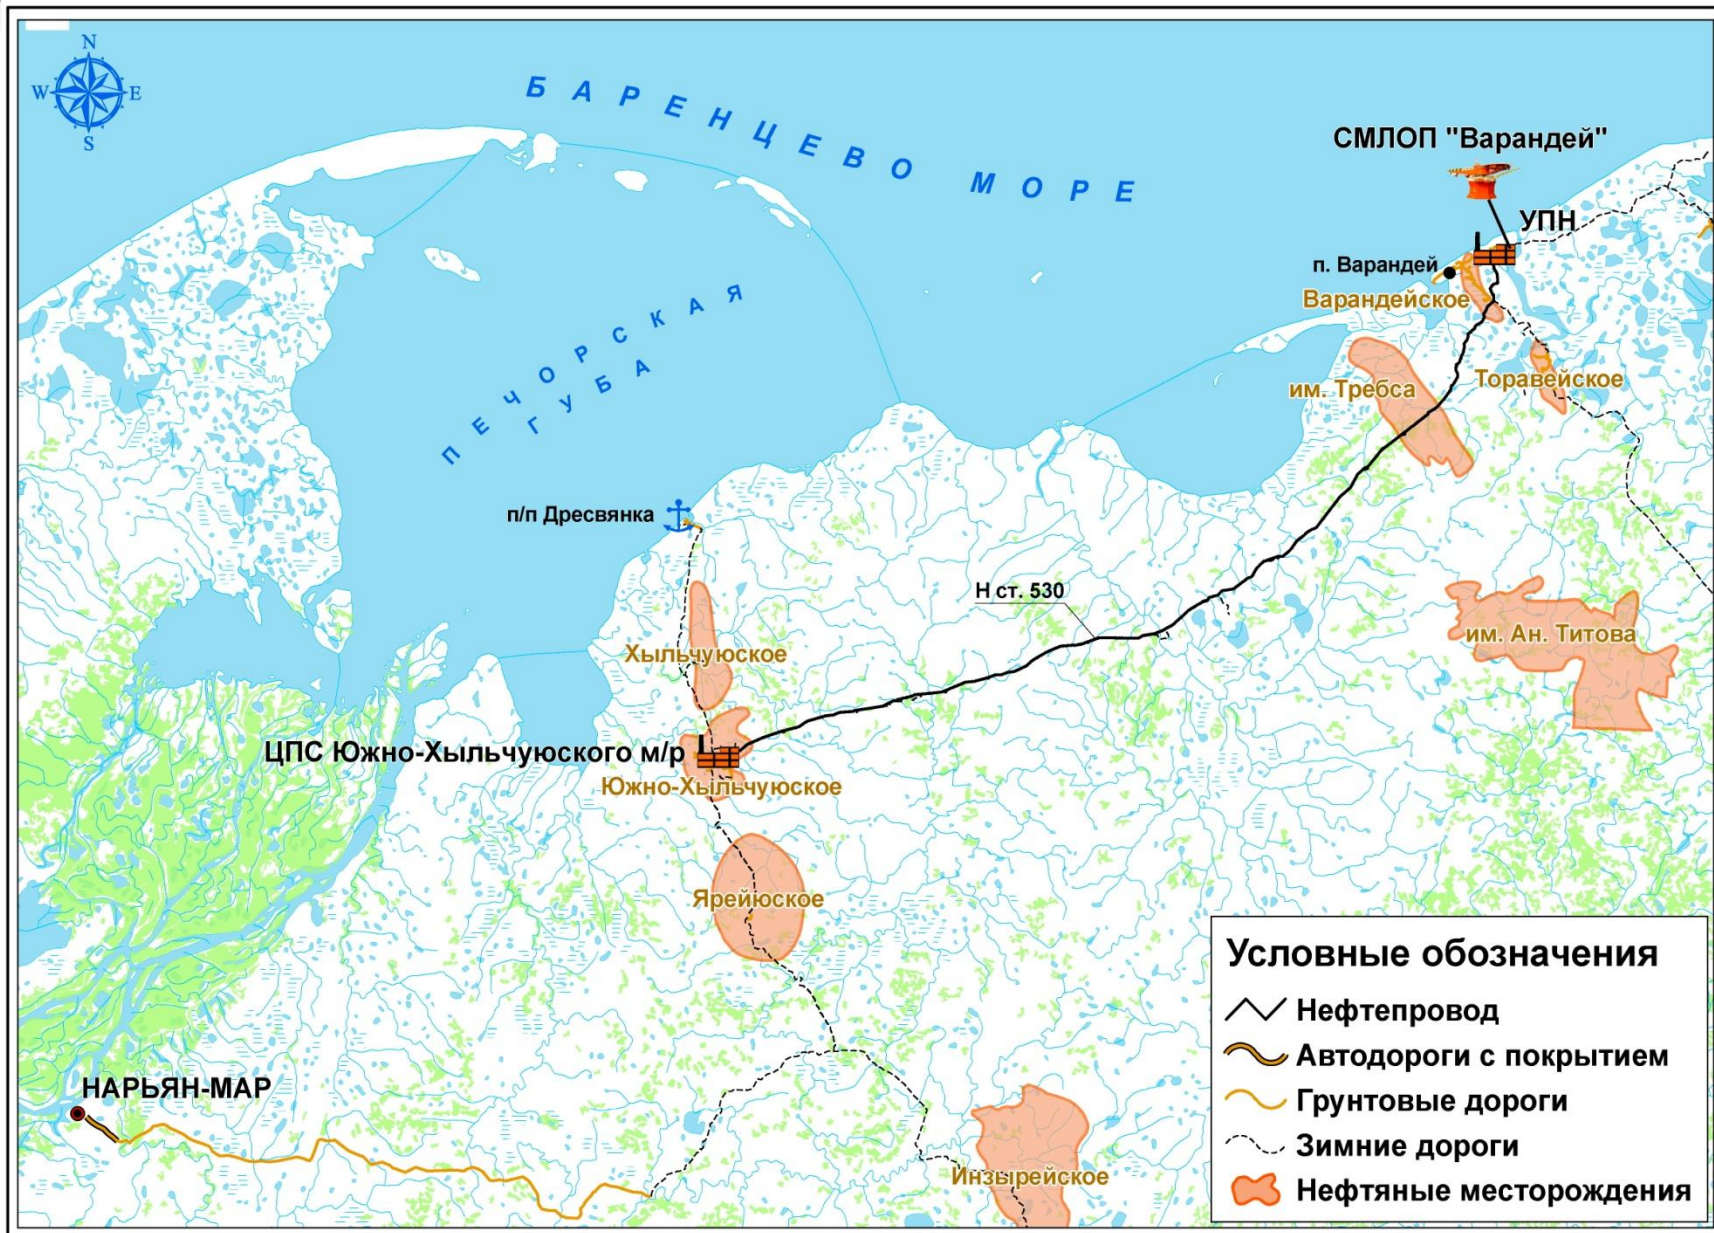 N
W E
S
БАРЕНЦЕВО МОРЕ
СМЛОП "Варандей"
УПН
п. Варандей
Варандейское
ПЕЧОРСКАЯ
ГУБА
им. Требса
Торавейское
п/п Дресвянка
Н ст. 530
им. Ан. Титова
Хыльчуюское
ЦПС Южно-Хыльчуюского м/р
Южно-Хыльчуюское
Ярейюское
НАРЬЯН-МАР
Инзырейское
Условные обозначения
Нефтепровод
Автодороги с покрытием
Грунтовые дороги
Зимние дороги
Нефтяные месторождения